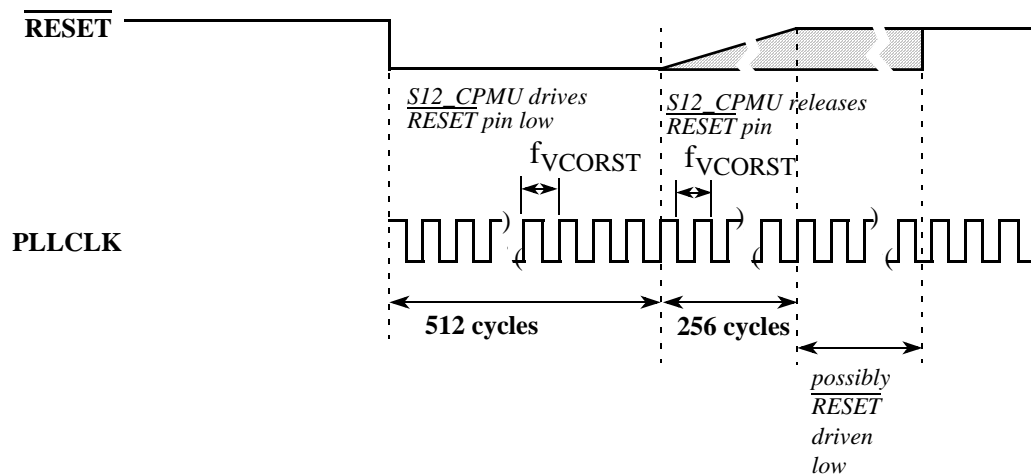 RESET
S12_CPMU drives
RESET pin low
S12_CPMU releases
RESET pin
fVCORST
fVCORST
PLLCLK
)
(
)
(
)
(
512 cycles
256 cycles
possibly
RESET
driven
low